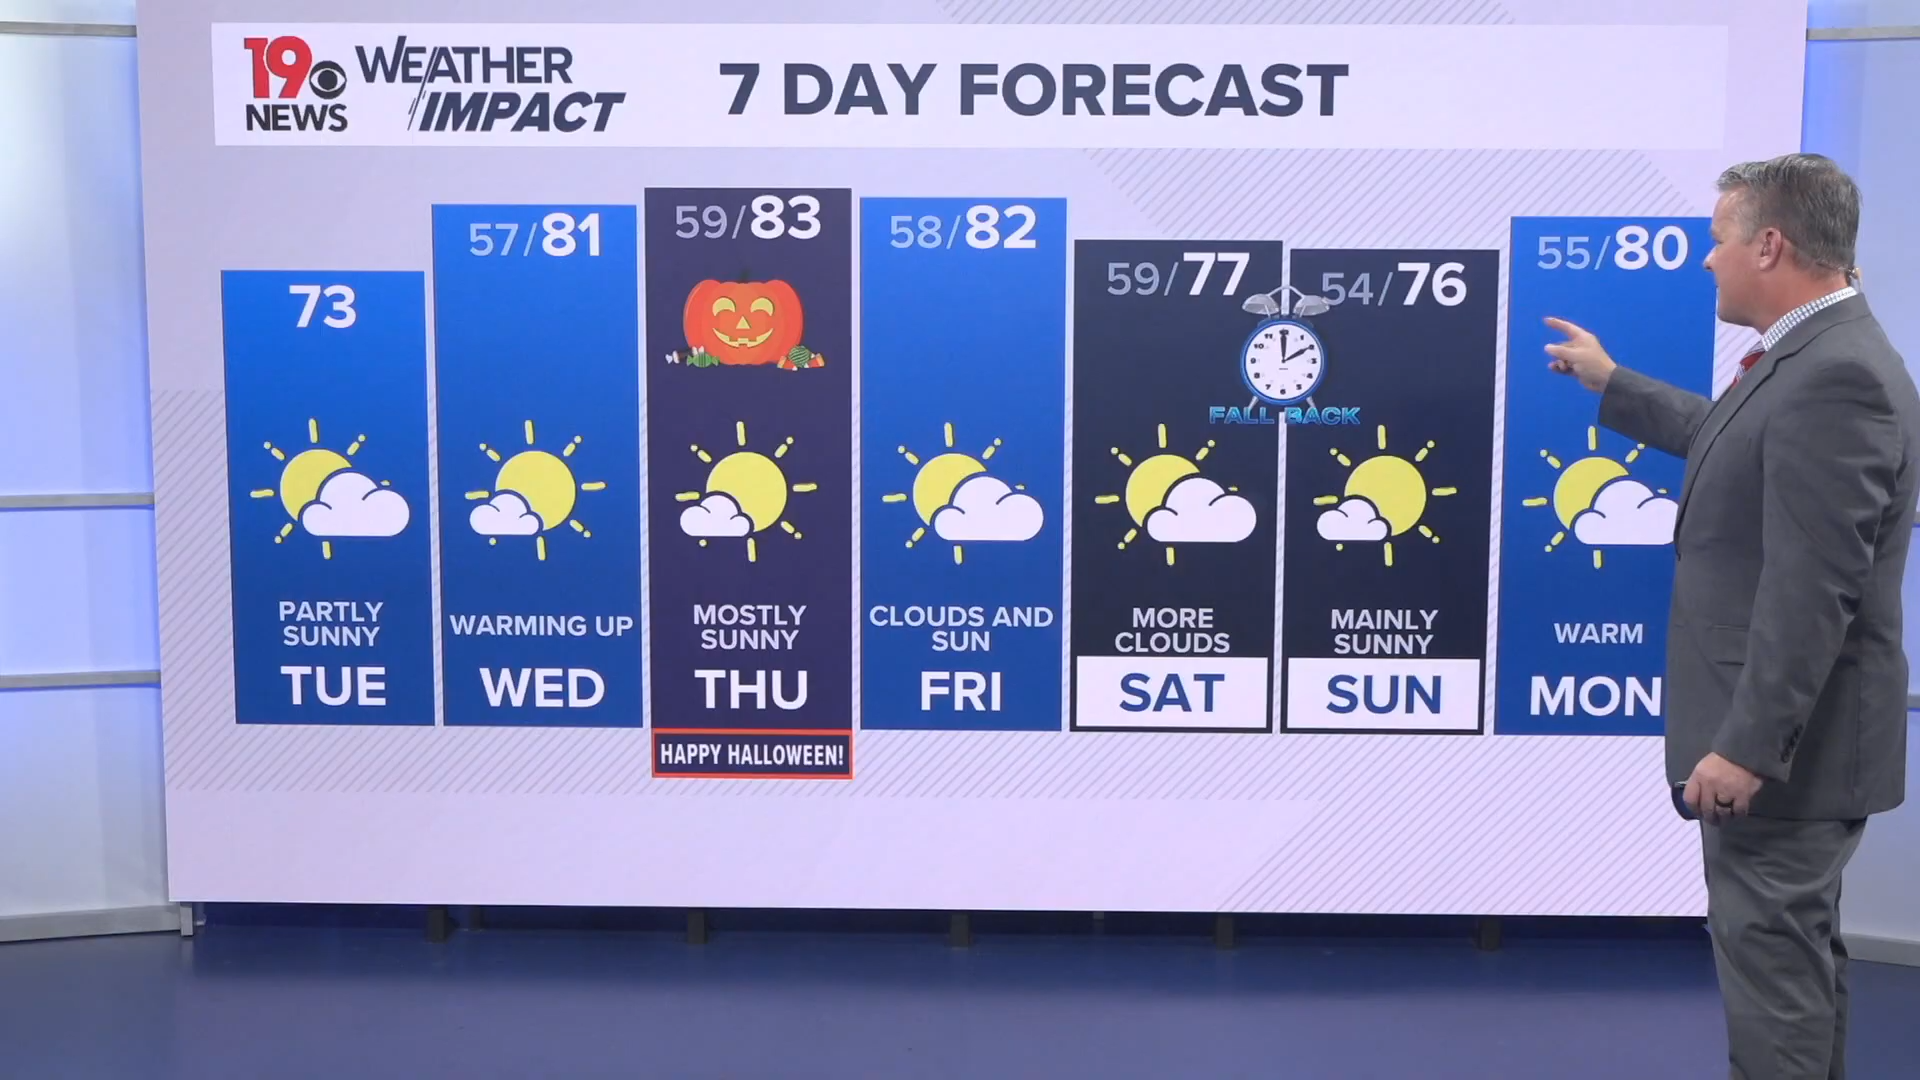 19
NEWS
WEATHER
IMPACT
7 DAY FORECAST
73
PARTLY
SUNNY
TUE
57/81
WARMING UP
WED
59/83
MOSTLY
SUNNY
THU
HAPPY HALLOWEEN!
58/82
CLOUDS AND
SUN
FRI
59/77
MORE
CLOUDS
SAT
FALL BACK
54/76
MAINLY
SUNNY
SUN
55/80
WARM
MON